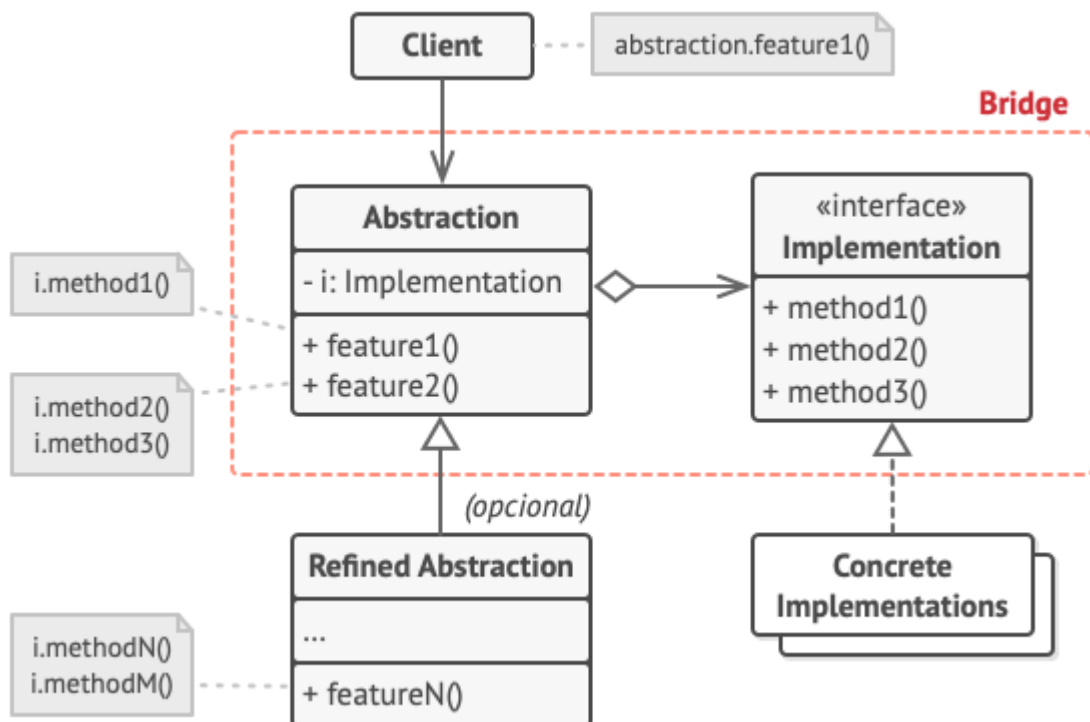 Client
abstraction.feature1()
Bridge
Abstraction
- i: Implementation
+ feature1()
+ feature2()
«interface»
Implementation
+ method1()
+ method2()
+ method3()
i.method1()
i.method2()
i.method3()
(opcional)
Refined Abstraction
...
+ featureN()
Concrete
Implementations
i.methodN()
i.methodM()